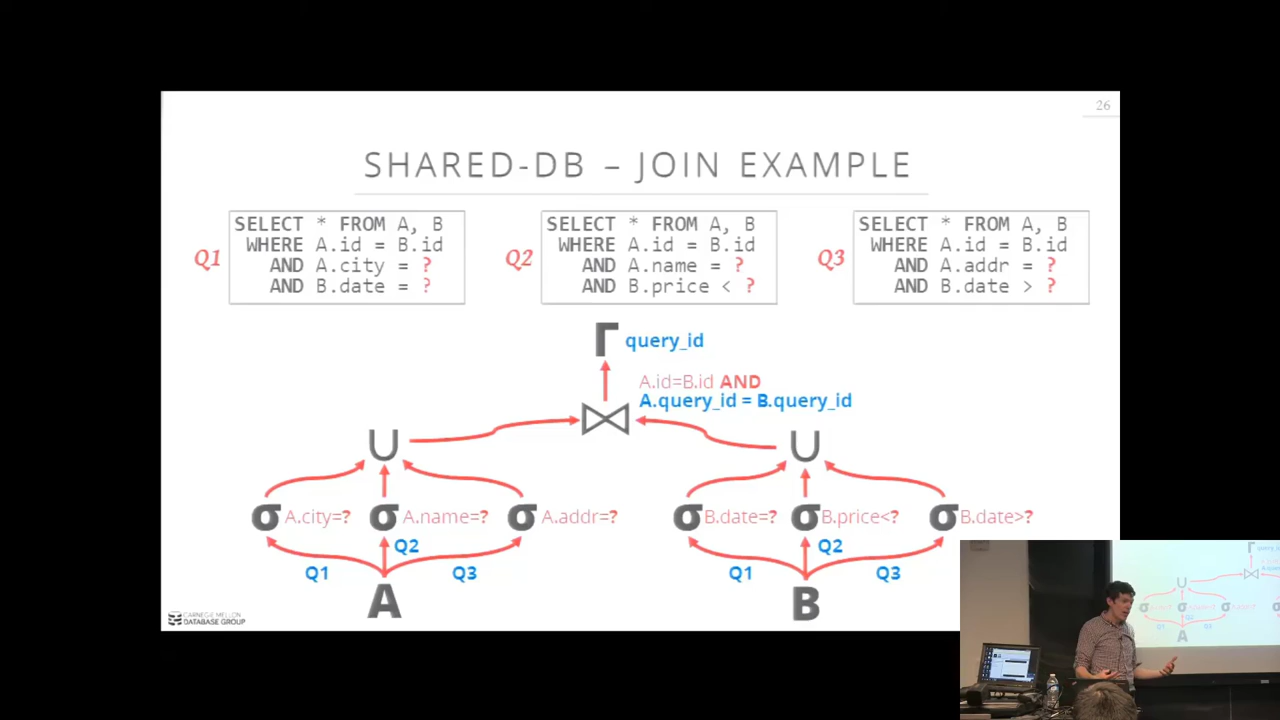 26
SHARED-DB – JOIN EXAMPLE
Q1
SELECT * FROM A, B
WHERE A.id = B.id
AND A.city = ?
AND B.date = ?
Q2
SELECT * FROM A, B
WHERE A.id = B.id
AND A.name = ?
AND B.price < ?
Q3
SELECT * FROM A, B
WHERE A.id = B.id
AND A.addr = ?
AND B.date > ?
Γ query_id
A.id=B.id AND
A.query_id = B.query_id
⋈
∪ ∪
σ A.city=? σ A.name=? σ A.addr=? σ B.date=? σ B.price<? σ B.date>?
Q1 Q2 Q3 Q1 Q2 Q3
A B
CARNEGIE MELLON
DATABASE GROUP